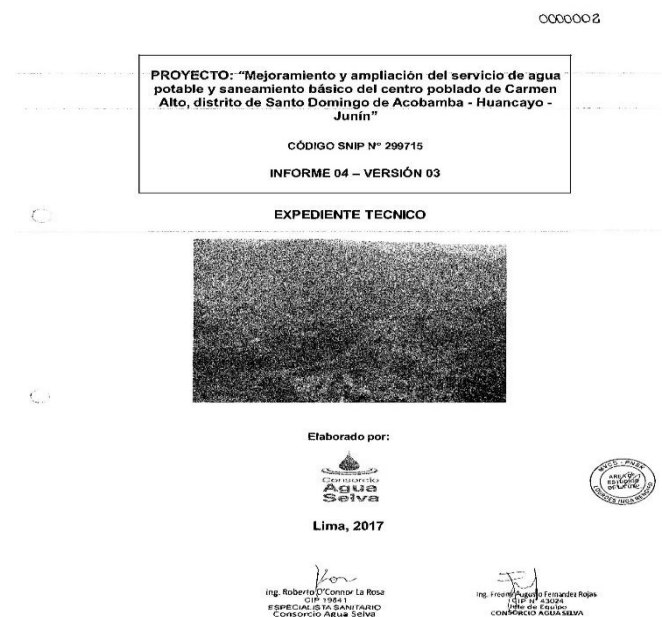 0000002
PROYECTO: “Mejoramiento y ampliación del servicio de agua
potable y saneamiento básico del centro poblado de Carmen
Alto, distrito de Santo Domingo de Acobamba - Huancayo -
Junín”
CÓDIGO SNIP N° 299715
INFORME 04 – VERSIÓN 03
EXPEDIENTE TECNICO
Elaborado por:
Consorcio
Agua
Selva
Lima, 2017
Ing. Roberto O'Connor La Rosa
CIP 19841
ESPECIALISTA SANITARIO
Consorcio Agua Selva
Ing. Augusto Fernandez Rojas
CIP N° 43024
Jefe de Equipo
CONSORCIO AGUA SELVA
MVCS - PNSR